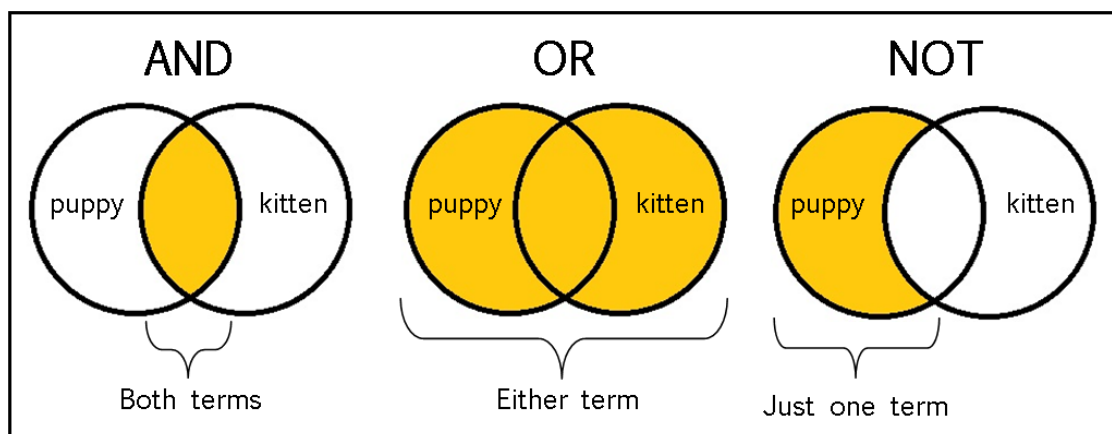 AND
OR
NOT
puppy
kitten
puppy
kitten
puppy
kitten
Both terms
Either term
Just one term